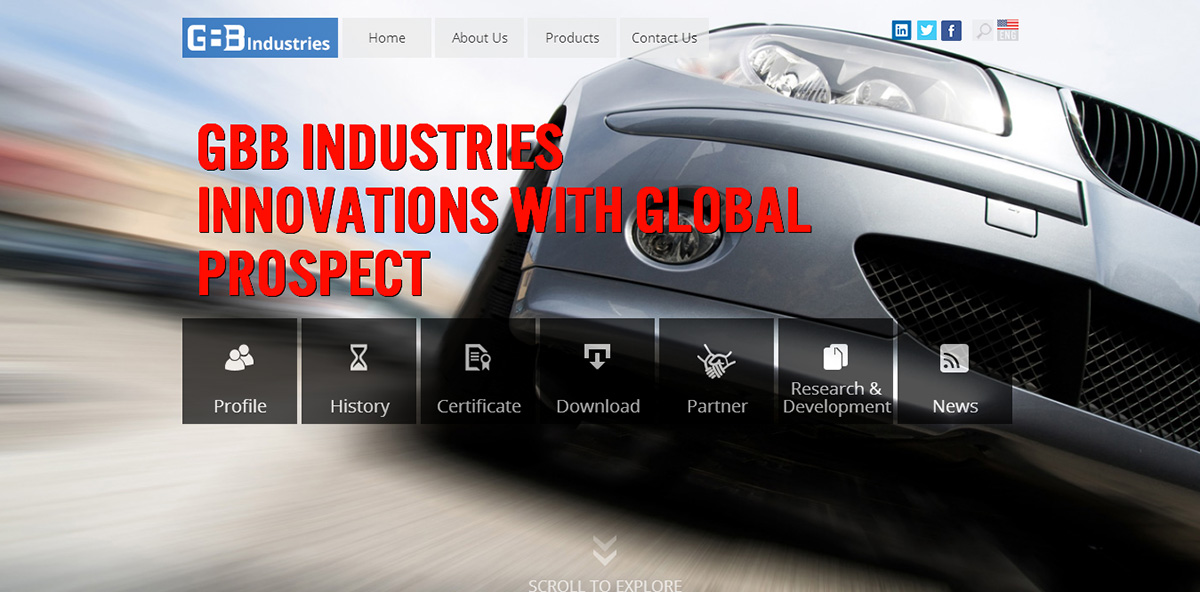 GBB Industries
Home
About Us
Products
Contact Us
in
f
ENG
GBB INDUSTRIES
INNOVATIONS WITH GLOBAL
PROSPECT
Profile
History
Certificate
Download
Partner
Research &
Development
News
SCROLL TO EXPLORE